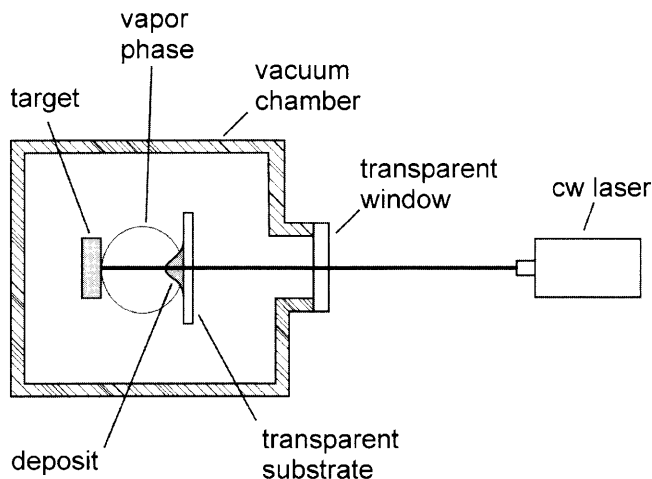 vapor
phase
vacuum
chamber
target
transparent
window
cw laser
deposit
transparent
substrate